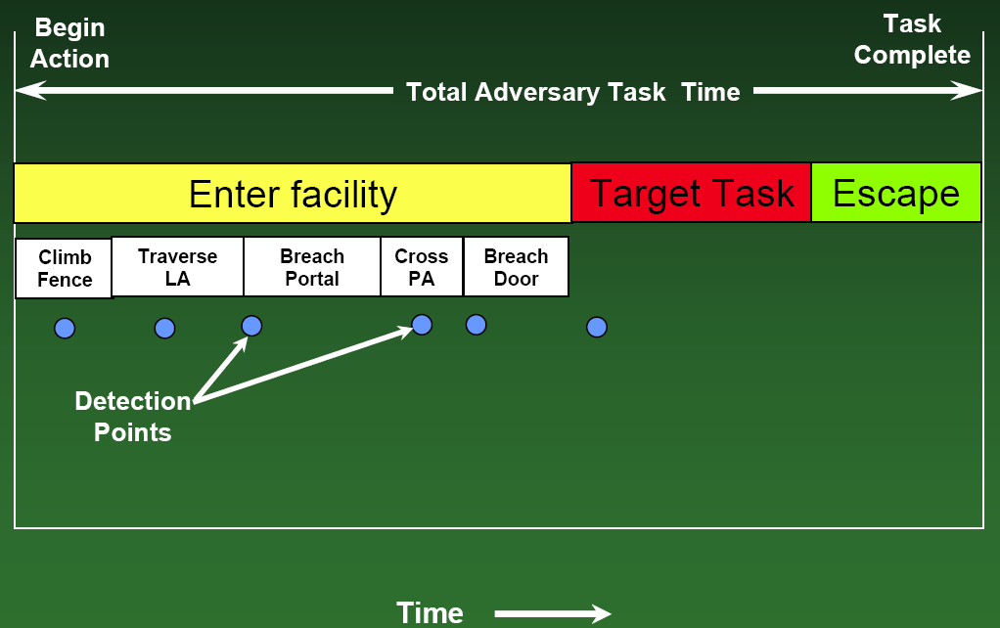 Begin
Action
Task
Complete
Total Adversary Task Time
Enter facility
Target Task
Escape
Climb
Fence
Traverse
LA
Breach
Portal
Cross
PA
Breach
Door
Detection
Points
Time